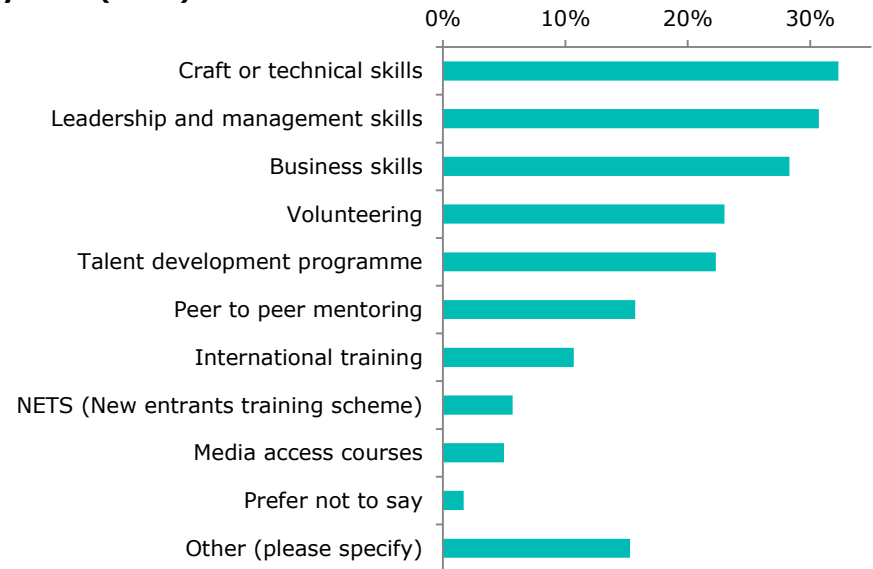 0% 10% 20% 30%
Craft or technical skills
Leadership and management skills
Business skills
Volunteering
Talent development programme
Peer to peer mentoring
International training
NETS (New entrants training scheme)
Media access courses
Prefer not to say
Other (please specify)